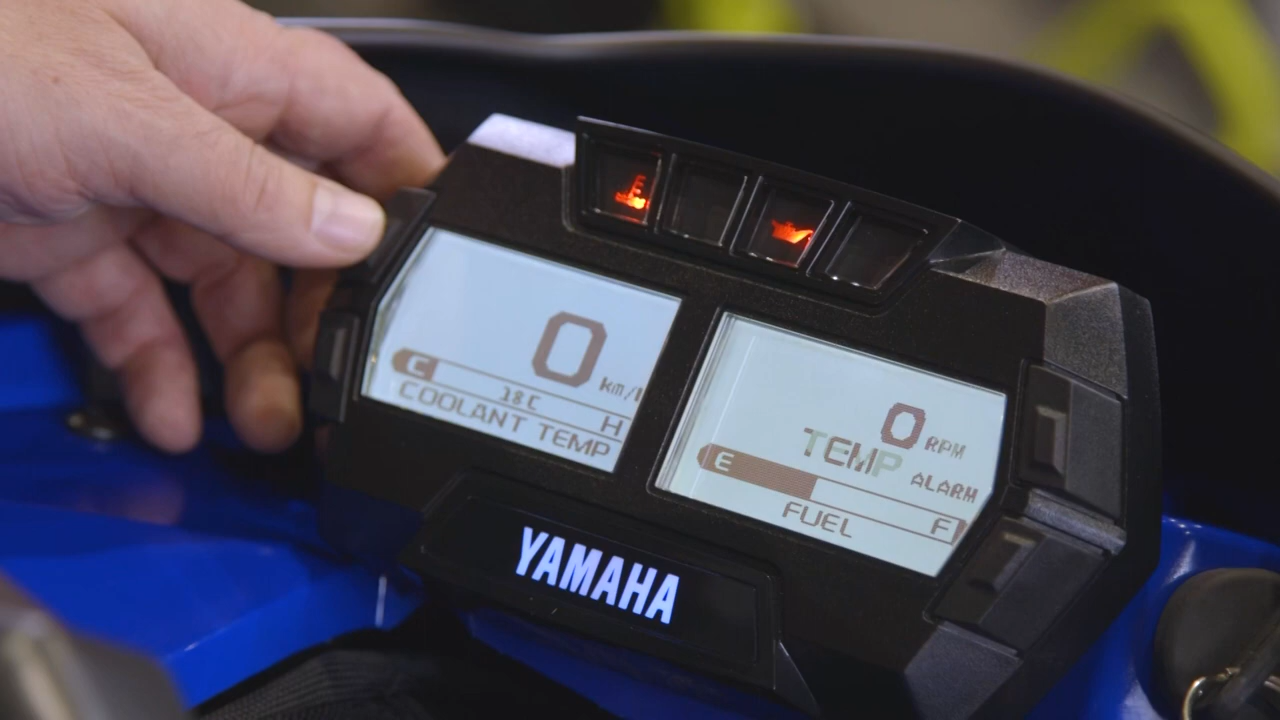 0 km/
C H
18C
COOLANT TEMP
0 RPM
TEMP ALARM
E F
FUEL
YAMAHA